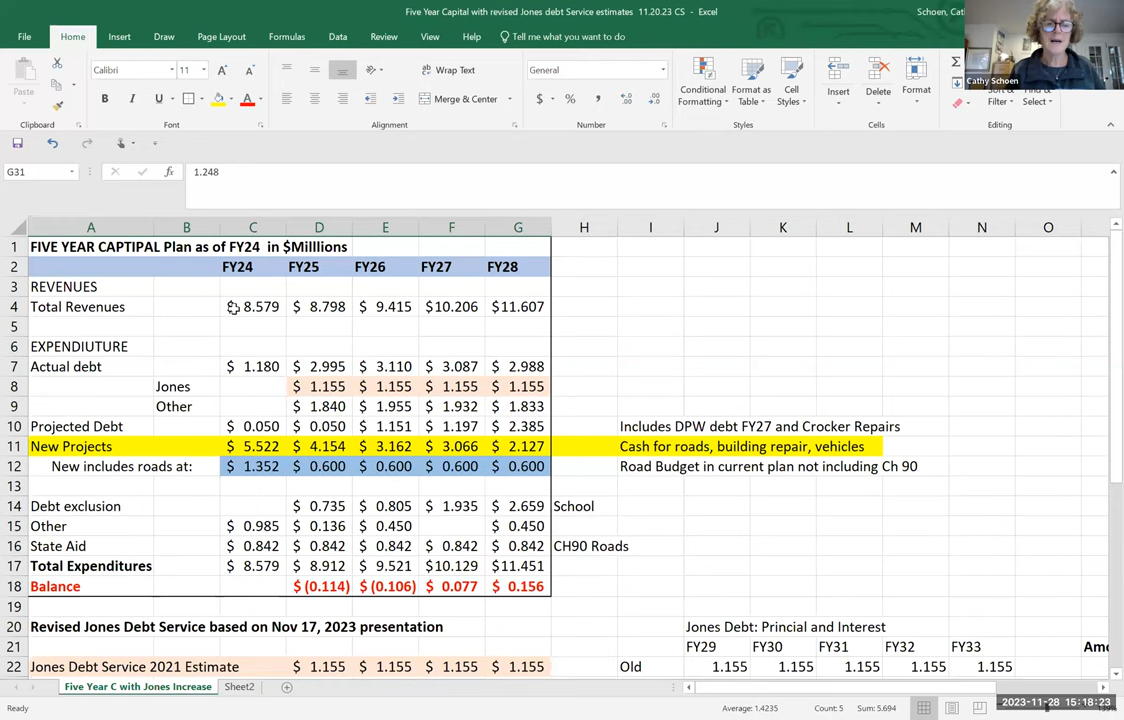 Five Year Capital with revised Jones debt Service estimates 11.20.23 CS - Excel
Schoen, Cat
File Home Insert Draw Page Layout Formulas Data Review View Help Tell me what you want to do
Cathy Schoen
Paste
Calibri 11
B I U
Wrap Text
Merge & Center
General
$ % ,
Conditional Formatting
Format as Table
Cell Styles
Insert Delete Format
Sort & Filter
Find & Select
Clipboard Font Alignment Number Styles Cells Editing
G31 fx 1.248
A B C D E F G H I J K L M N O
1 FIVE YEAR CAPTIPAL Plan as of FY24 in $Milllions
2 FY24 FY25 FY26 FY27 FY28
3 REVENUES
4 Total Revenues $ 8.579 $ 8.798 $ 9.415 $10.206 $11.607
5
6 EXPENDIUTURE
7 Actual debt $ 1.180 $ 2.995 $ 3.110 $ 3.087 $ 2.988
8 Jones $ 1.155 $ 1.155 $ 1.155 $ 1.155
9 Other $ 1.840 $ 1.955 $ 1.932 $ 1.833
10 Projected Debt $ 0.050 $ 0.050 $ 1.151 $ 1.197 $ 2.385 Includes DPW debt FY27 and Crocker Repairs
11 New Projects $ 5.522 $ 4.154 $ 3.162 $ 3.066 $ 2.127 Cash for roads, building repair, vehicles
12 New includes roads at: $ 1.352 $ 0.600 $ 0.600 $ 0.600 $ 0.600 Road Budget in current plan not including Ch 90
13
14 Debt exclusion $ 0.735 $ 0.805 $ 1.935 $ 2.659 School
15 Other $ 0.985 $ 0.136 $ 0.450 $ 0.450
16 State Aid $ 0.842 $ 0.842 $ 0.842 $ 0.842 $ 0.842 CH90 Roads
17 Total Expenditures $ 8.579 $ 8.912 $ 9.521 $10.129 $11.451
18 Balance $ (0.114) $ (0.106) $ 0.077 $ 0.156
19
20 Revised Jones Debt Service based on Nov 17, 2023 presentation Jones Debt: Princial and Interest
21 FY29 FY30 FY31 FY32 FY33 Amo
22 Jones Debt Service 2021 Estimate $ 1.155 $ 1.155 $ 1.155 $ 1.155 Old 1.155 1.155 1.155 1.155 1.155
Five Year C with Jones Increase Sheet2
Ready Average: 1.4235 Count: 5 Sum: 5.694
2023-11-28 15:18:23